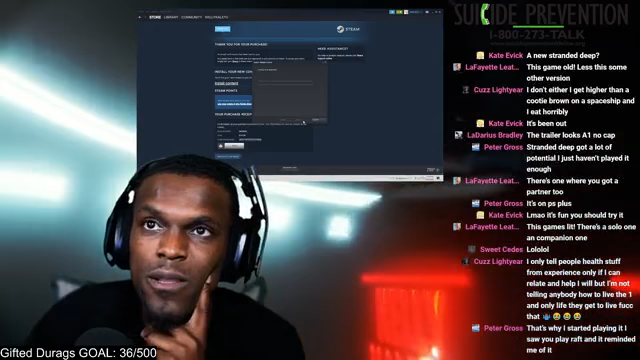 SUICIDE PREVENTION
1-800-273-TALK
STORE LIBRARY COMMUNITY
STEAM
THANK YOU FOR YOUR PURCHASE!
NEED ASSISTANCE?
INSTALL YOUR NEW CO
STEAM POINTS
Kate Evick A new stranded deep?
LaFayette Leat... This game old! Less this some
other version
Cuzz Lightyear I don't either I get higher than a
cootie brown on a spaceship and
I eat horribly
Kate Evick It's been out
LaDarius Bradley The trailer looks A1 no cap
Peter Gross Stranded deep got a lot of
potential I just haven't played it
enough
LaFayette Leat... There's one where you got a
partner too
Peter Gross It's on ps plus
Kate Evick Lmao it's fun you should try it
LaFayette Leat... This games lit! There's a solo one
an companion one
Sweet Cedes Lololol
Cuzz Lightyear I only tell people health stuff
from experience only if I can
relate and help I will but I'm not
telling anybody how to live the 1
and only life they get to live fucc
that
Peter Gross That's why I started playing it I
saw you play raft and it reminded
me of it
Gifted Durags GOAL: 36/500